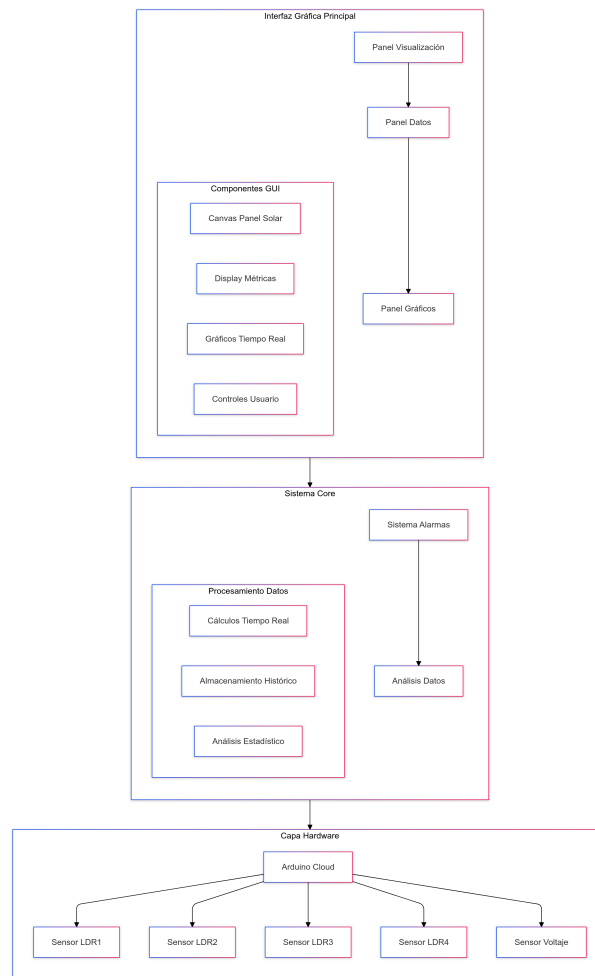 Interfaz Gráfica Principal
Panel Visualización
Panel Datos
Componentes GUI
Canvas Panel Solar
Display Métricas
Panel Gráficos
Gráficos Tiempo Real
Controles Usuario
Sistema Core
Sistema Alarmas
Procesamiento Datos
Cálculos Tiempo Real
Almacenamiento Histórico
Análisis Datos
Análisis Estadístico
Capa Hardware
Arduino Cloud
Sensor LDR1
Sensor LDR2
Sensor LDR3
Sensor LDR4
Sensor Voltaje